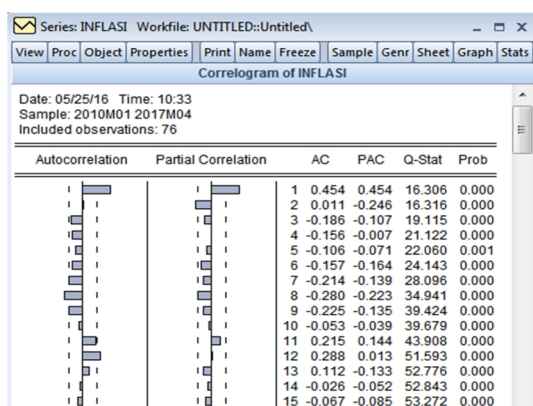 Series: INFLASI Workfile: UNTITLED::Untitled\
View Proc Object Properties Print Name Freeze Sample Genr Sheet Graph Stats
Correlogram of INFLASI
Date: 05/25/16 Time: 10:33
Sample: 2010M01 2017M04
Included observations: 76
Autocorrelation Partial Correlation AC PAC Q-Stat Prob
1 0.454 0.454 16.306 0.000
2 0.011 -0.246 16.316 0.000
3 -0.186 -0.107 19.115 0.000
4 -0.156 -0.007 21.122 0.000
5 -0.106 -0.071 22.060 0.001
6 -0.157 -0.164 24.143 0.000
7 -0.214 -0.139 28.096 0.000
8 -0.280 -0.223 34.941 0.000
9 -0.225 -0.135 39.424 0.000
10 -0.053 -0.039 39.679 0.000
11 0.215 0.144 43.908 0.000
12 0.288 0.013 51.593 0.000
13 0.112 -0.133 52.776 0.000
14 -0.026 -0.052 52.843 0.000
15 -0.067 -0.085 53.272 0.000